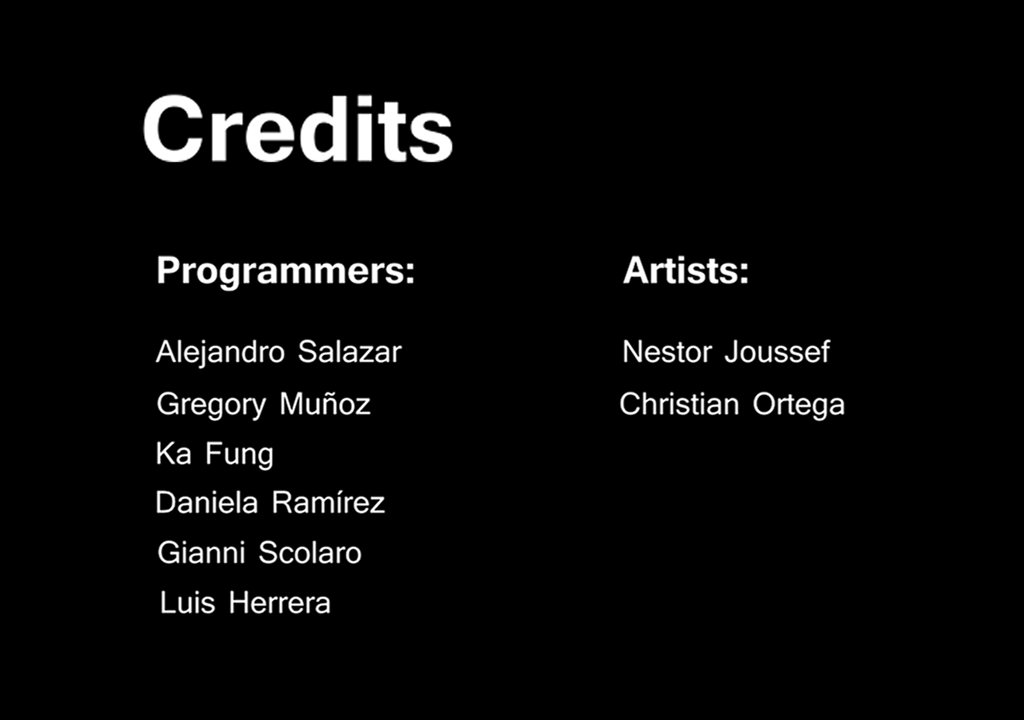 Credits
Programmers:
Alejandro Salazar
Gregory Muñoz
Ka Fung
Daniela Ramírez
Gianni Scolaro
Luis Herrera
Artists:
Nestor Joussef
Christian Ortega